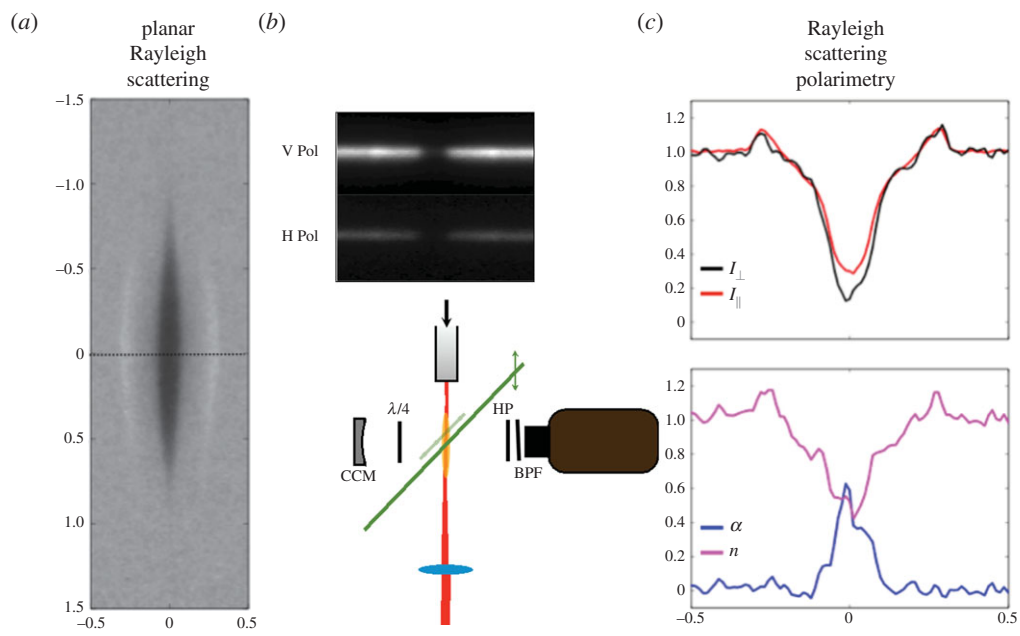 (a)
planar
Rayleigh
scattering
–1.5
–1.0
–0.5
0
0.5
1.0
1.5
–0.5
0
0.5
(b)
V Pol
H Pol
λ/4
CCM
HP
BPF
(c)
Rayleigh
scattering
polarimetry
1.2
1.0
0.8
0.6
0.4
0.2
0
I⊥
I∥
1.2
1.0
0.8
0.6
0.4
0.2
0
α
n
–0.5
0
0.5